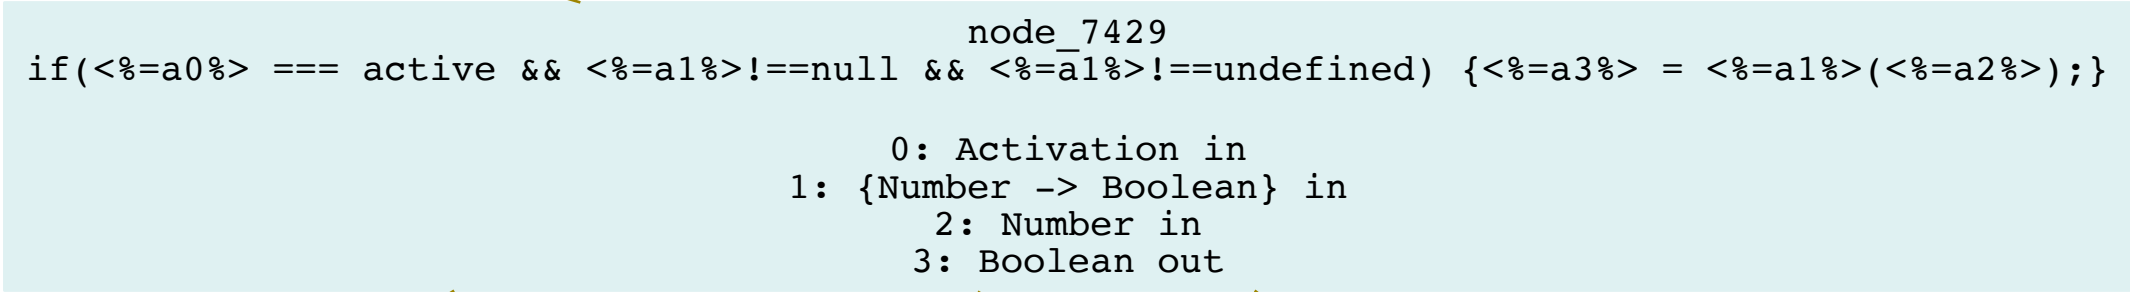 node_7429
if(<%=a0%> === active && <%=a1%>!==null && <%=a1%>!==undefined) {<%=a3%> = <%=a1%>(<%=a2%>);}
0: Activation in
1: {Number -> Boolean} in
2: Number in
3: Boolean out